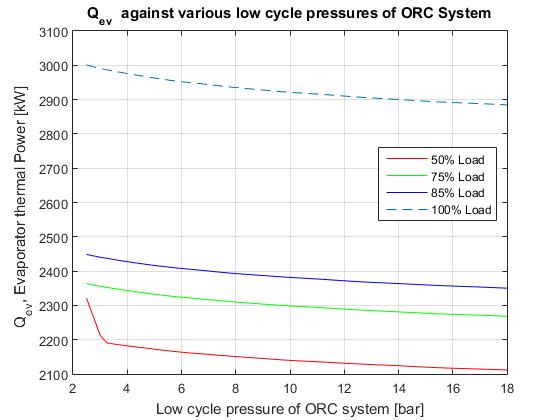 Q_ev against various low cycle pressures of ORC System
3100
3000
2900
2800
2700
2600
2500
2400
2300
2200
2100
Q_ev, Evaporator thermal Power [kW]
50% Load
75% Load
85% Load
100% Load
2 4 6 8 10 12 14 16 18
Low cycle pressure of ORC system [bar]